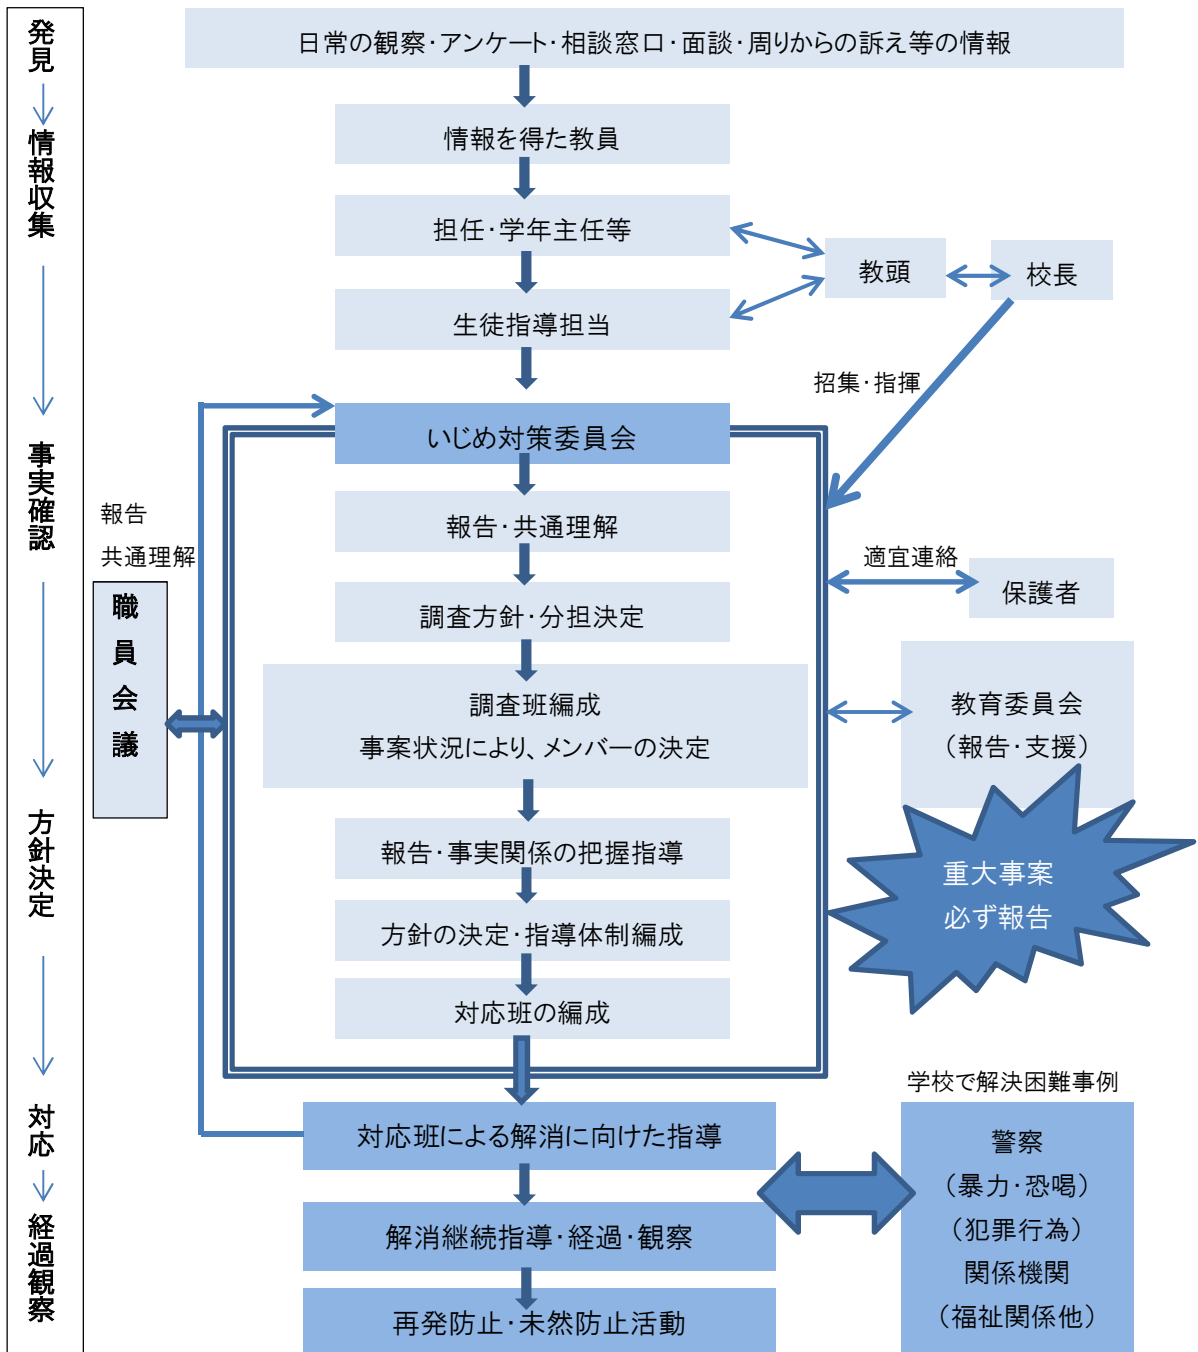 発見
情報収集
事実確認
方針決定
対応
経過観察
日常の観察・アンケート・相談窓口・面談・周りからの訴え等の情報
情報を得た教員
担任・学年主任等
教頭
校長
生徒指導担当
招集・指揮
いじめ対策委員会
報告
共通理解
職員会議
報告・共通理解
適宜連絡
保護者
調査方針・分担決定
調査班編成
事案状況により、メンバーの決定
教育委員会
（報告・支援）
重大事案
必ず報告
報告・事実関係の把握指導
方針の決定・指導体制編成
対応班の編成
学校で解決困難事例
対応班による解消に向けた指導
警察
（暴力・恐喝）
（犯罪行為）
関係機関
（福祉関係他）
解消継続指導・経過・観察
再発防止・未然防止活動